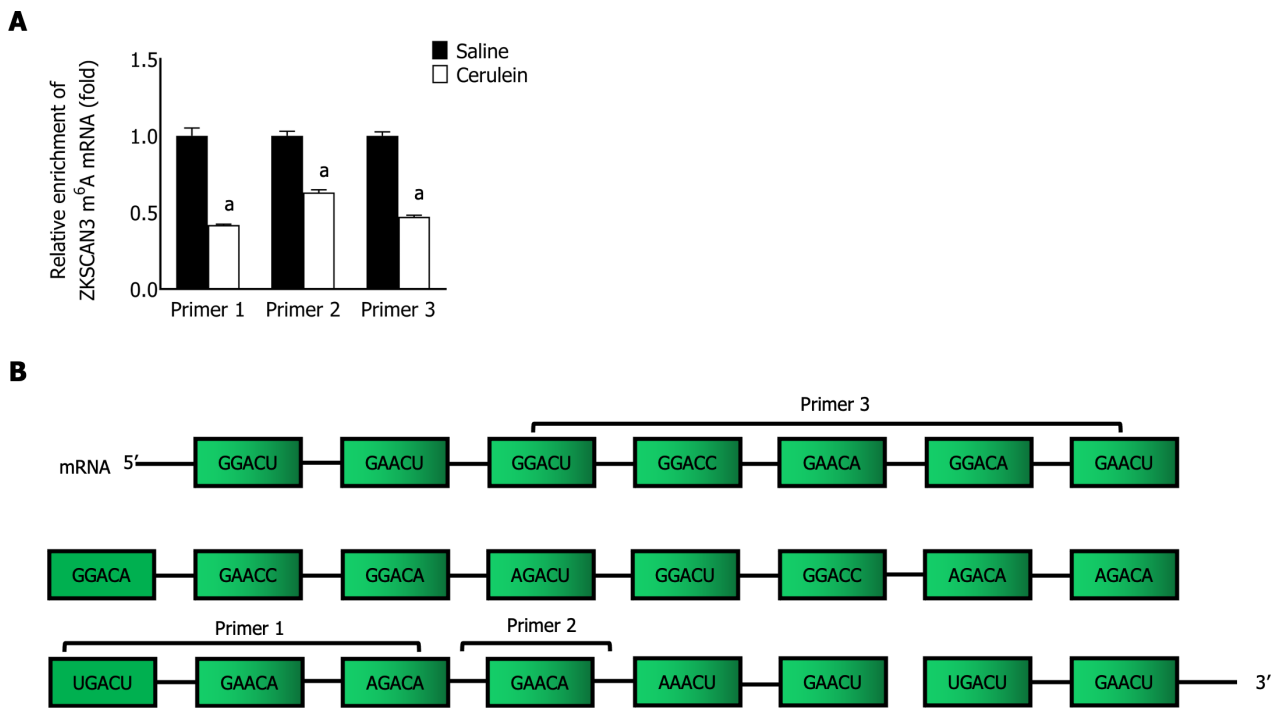 A
Relative enrichment of
ZKSCAN3 m⁶A mRNA (fold)
1.5
1.0
0.5
0.0
Saline
Cerulein
a
a
a
Primer 1 Primer 2 Primer 3
B
Primer 3
mRNA 5′ GGACU GAACU GGACU GGACC GAACA GGACA GAACU
GGACA GAACC GGACA AGACU GGACU GGACC AGACA AGACA
Primer 1 Primer 2
UGACU GAACA AGACA GAACA AAACU GAACU UGACU GAACU 3′